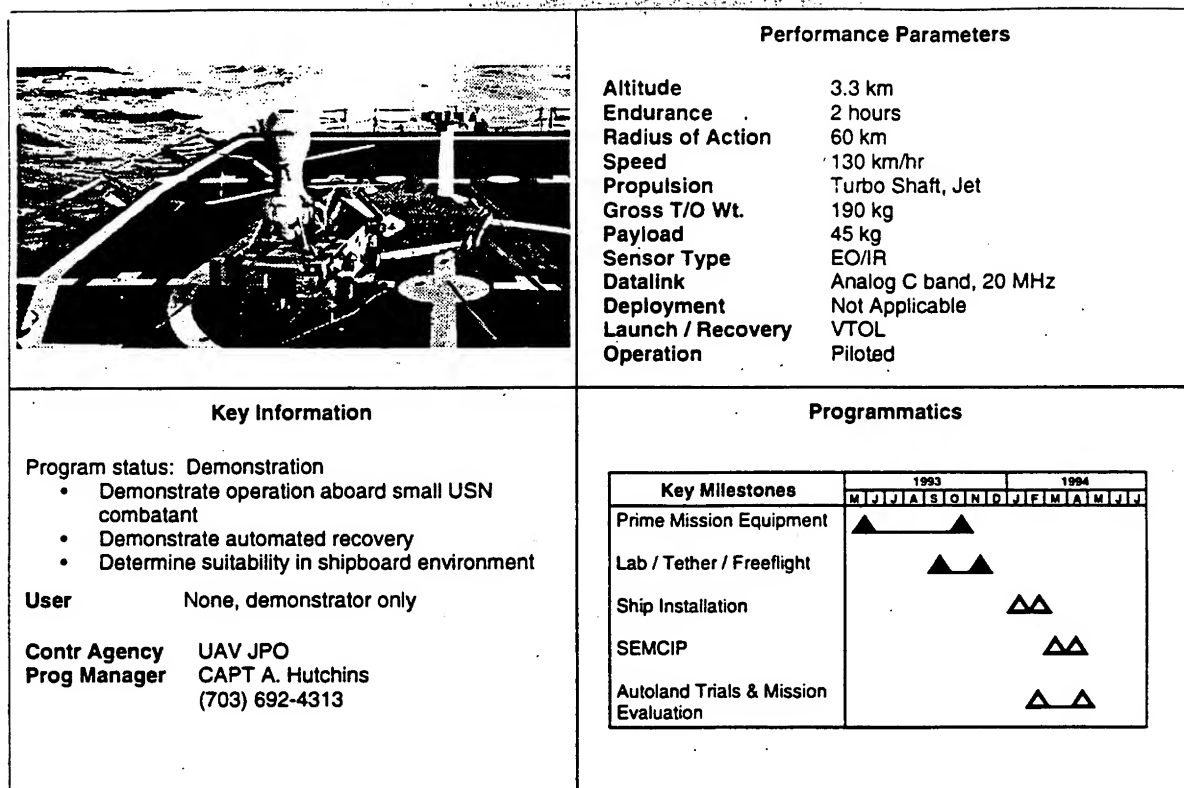 Performance Parameters
Altitude 3.3 km
Endurance 2 hours
Radius of Action 60 km
Speed 130 km/hr
Propulsion Turbo Shaft, Jet
Gross T/O Wt. 190 kg
Payload 45 kg
Sensor Type EO/IR
Datalink Analog C band, 20 MHz
Deployment Not Applicable
Launch / Recovery VTOL
Operation Piloted
Key Information
Program status: Demonstration
• Demonstrate operation aboard small USN
combatant
• Demonstrate automated recovery
• Determine suitability in shipboard environment
User None, demonstrator only
Contr Agency UAV JPO
Prog Manager CAPT A. Hutchins
(703) 692-4313
Programmatics
Key Milestones 1993 1994
M J J A S O N D J F M A M J J
Prime Mission Equipment
Lab / Tether / Freeflight
Ship Installation
SEMCIP
Autoland Trials & Mission
Evaluation